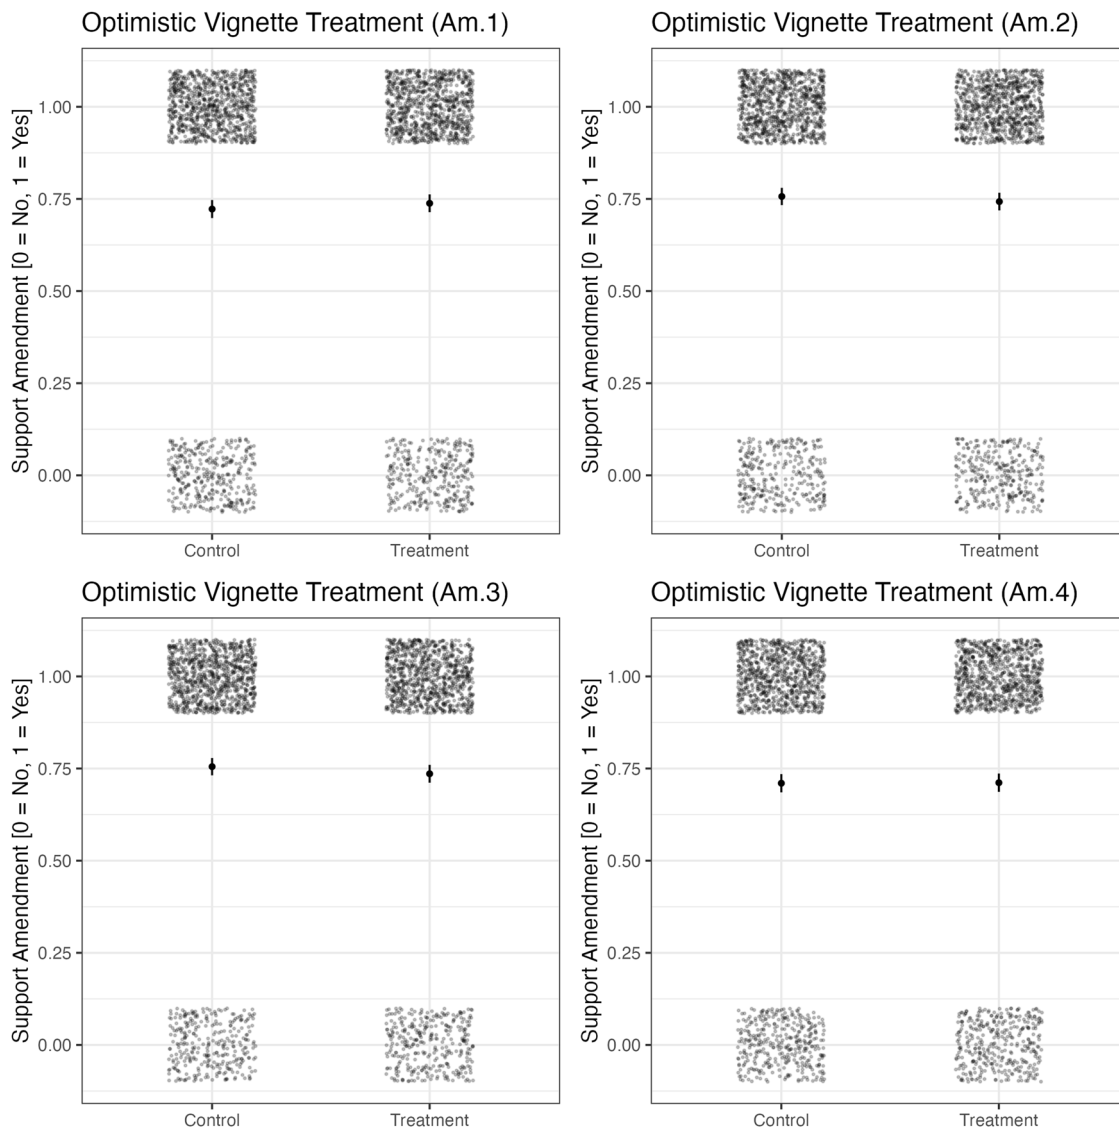 Optimistic Vignette Treatment (Am.1)
Support Amendment [0 = No, 1 = Yes]
1.00
0.75
0.50
0.25
0.00
Control Treatment
Optimistic Vignette Treatment (Am.2)
Support Amendment [0 = No, 1 = Yes]
1.00
0.75
0.50
0.25
0.00
Control Treatment
Optimistic Vignette Treatment (Am.3)
Support Amendment [0 = No, 1 = Yes]
1.00
0.75
0.50
0.25
0.00
Control Treatment
Optimistic Vignette Treatment (Am.4)
Support Amendment [0 = No, 1 = Yes]
1.00
0.75
0.50
0.25
0.00
Control Treatment